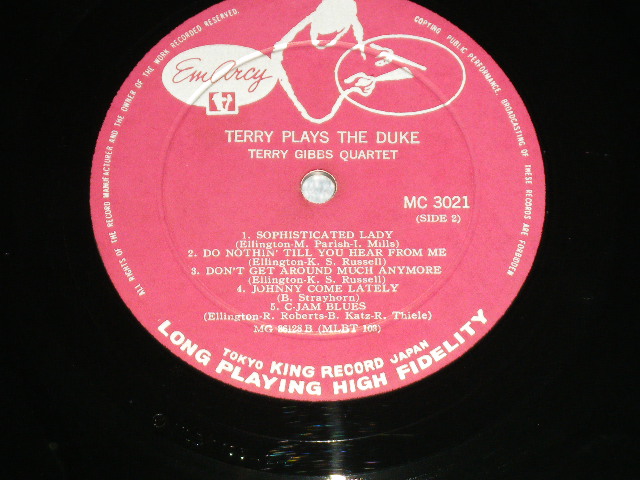 EmArcy
ALL RIGHTS OF THE RECORD MANUFACTURER AND THE OWNER OF THE WORK RECORDED RESERVED.
COPYING PUBLIC PERFORMANCE, BROADCASTING OF THESE RECORDS ARE FORBIDDEN
TERRY PLAYS THE DUKE
TERRY GIBBS QUARTET
MC 3021
(SIDE 2)
1. SOPHISTICATED LADY
(Ellington-M. Parish-I. Mills)
2. DO NOTHIN' TILL YOU HEAR FROM ME
(Ellington-K. S. Russell)
3. DON'T GET AROUND MUCH ANYMORE
(Ellington-K. S. Russell)
4. JOHNNY COME LATELY
(B. Strayhorn)
5. C-JAM BLUES
(Ellington-R. Roberts-B. Katz-R. Thiele)
MG 36128 B (MLBT 103)
TOKYO KING RECORD JAPAN
LONG PLAYING HIGH FIDELITY